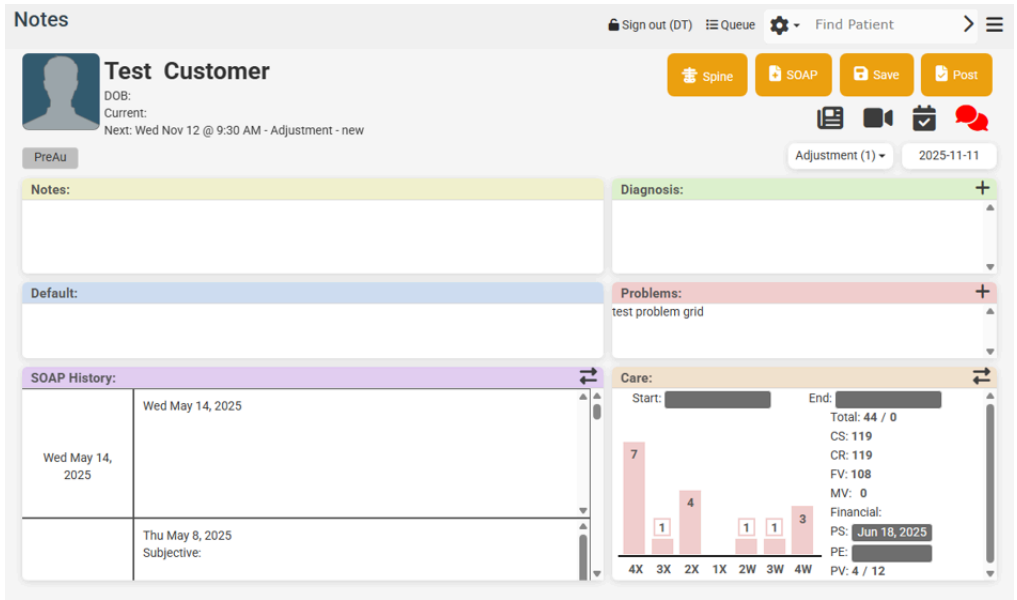 Notes
Sign out (DT) Queue Find Patient
Test Customer
DOB:
Current:
Next: Wed Nov 12 @ 9:30 AM - Adjustment - new
Spine SOAP Save Post
PreAu
Adjustment (1) 2025-11-11
Notes:
Diagnosis:
Default:
Problems:
test problem grid
SOAP History:
Wed May 14, 2025
Wed May 14,
2025
Thu May 8, 2025
Subjective:
Care:
Start: End:
Total: 44 / 0
CS: 119
CR: 119
FV: 108
MV: 0
Financial:
PS: Jun 18, 2025
PE:
PV: 4 / 12
7 1 4 1 1 3
4X 3X 2X 1X 2W 3W 4W